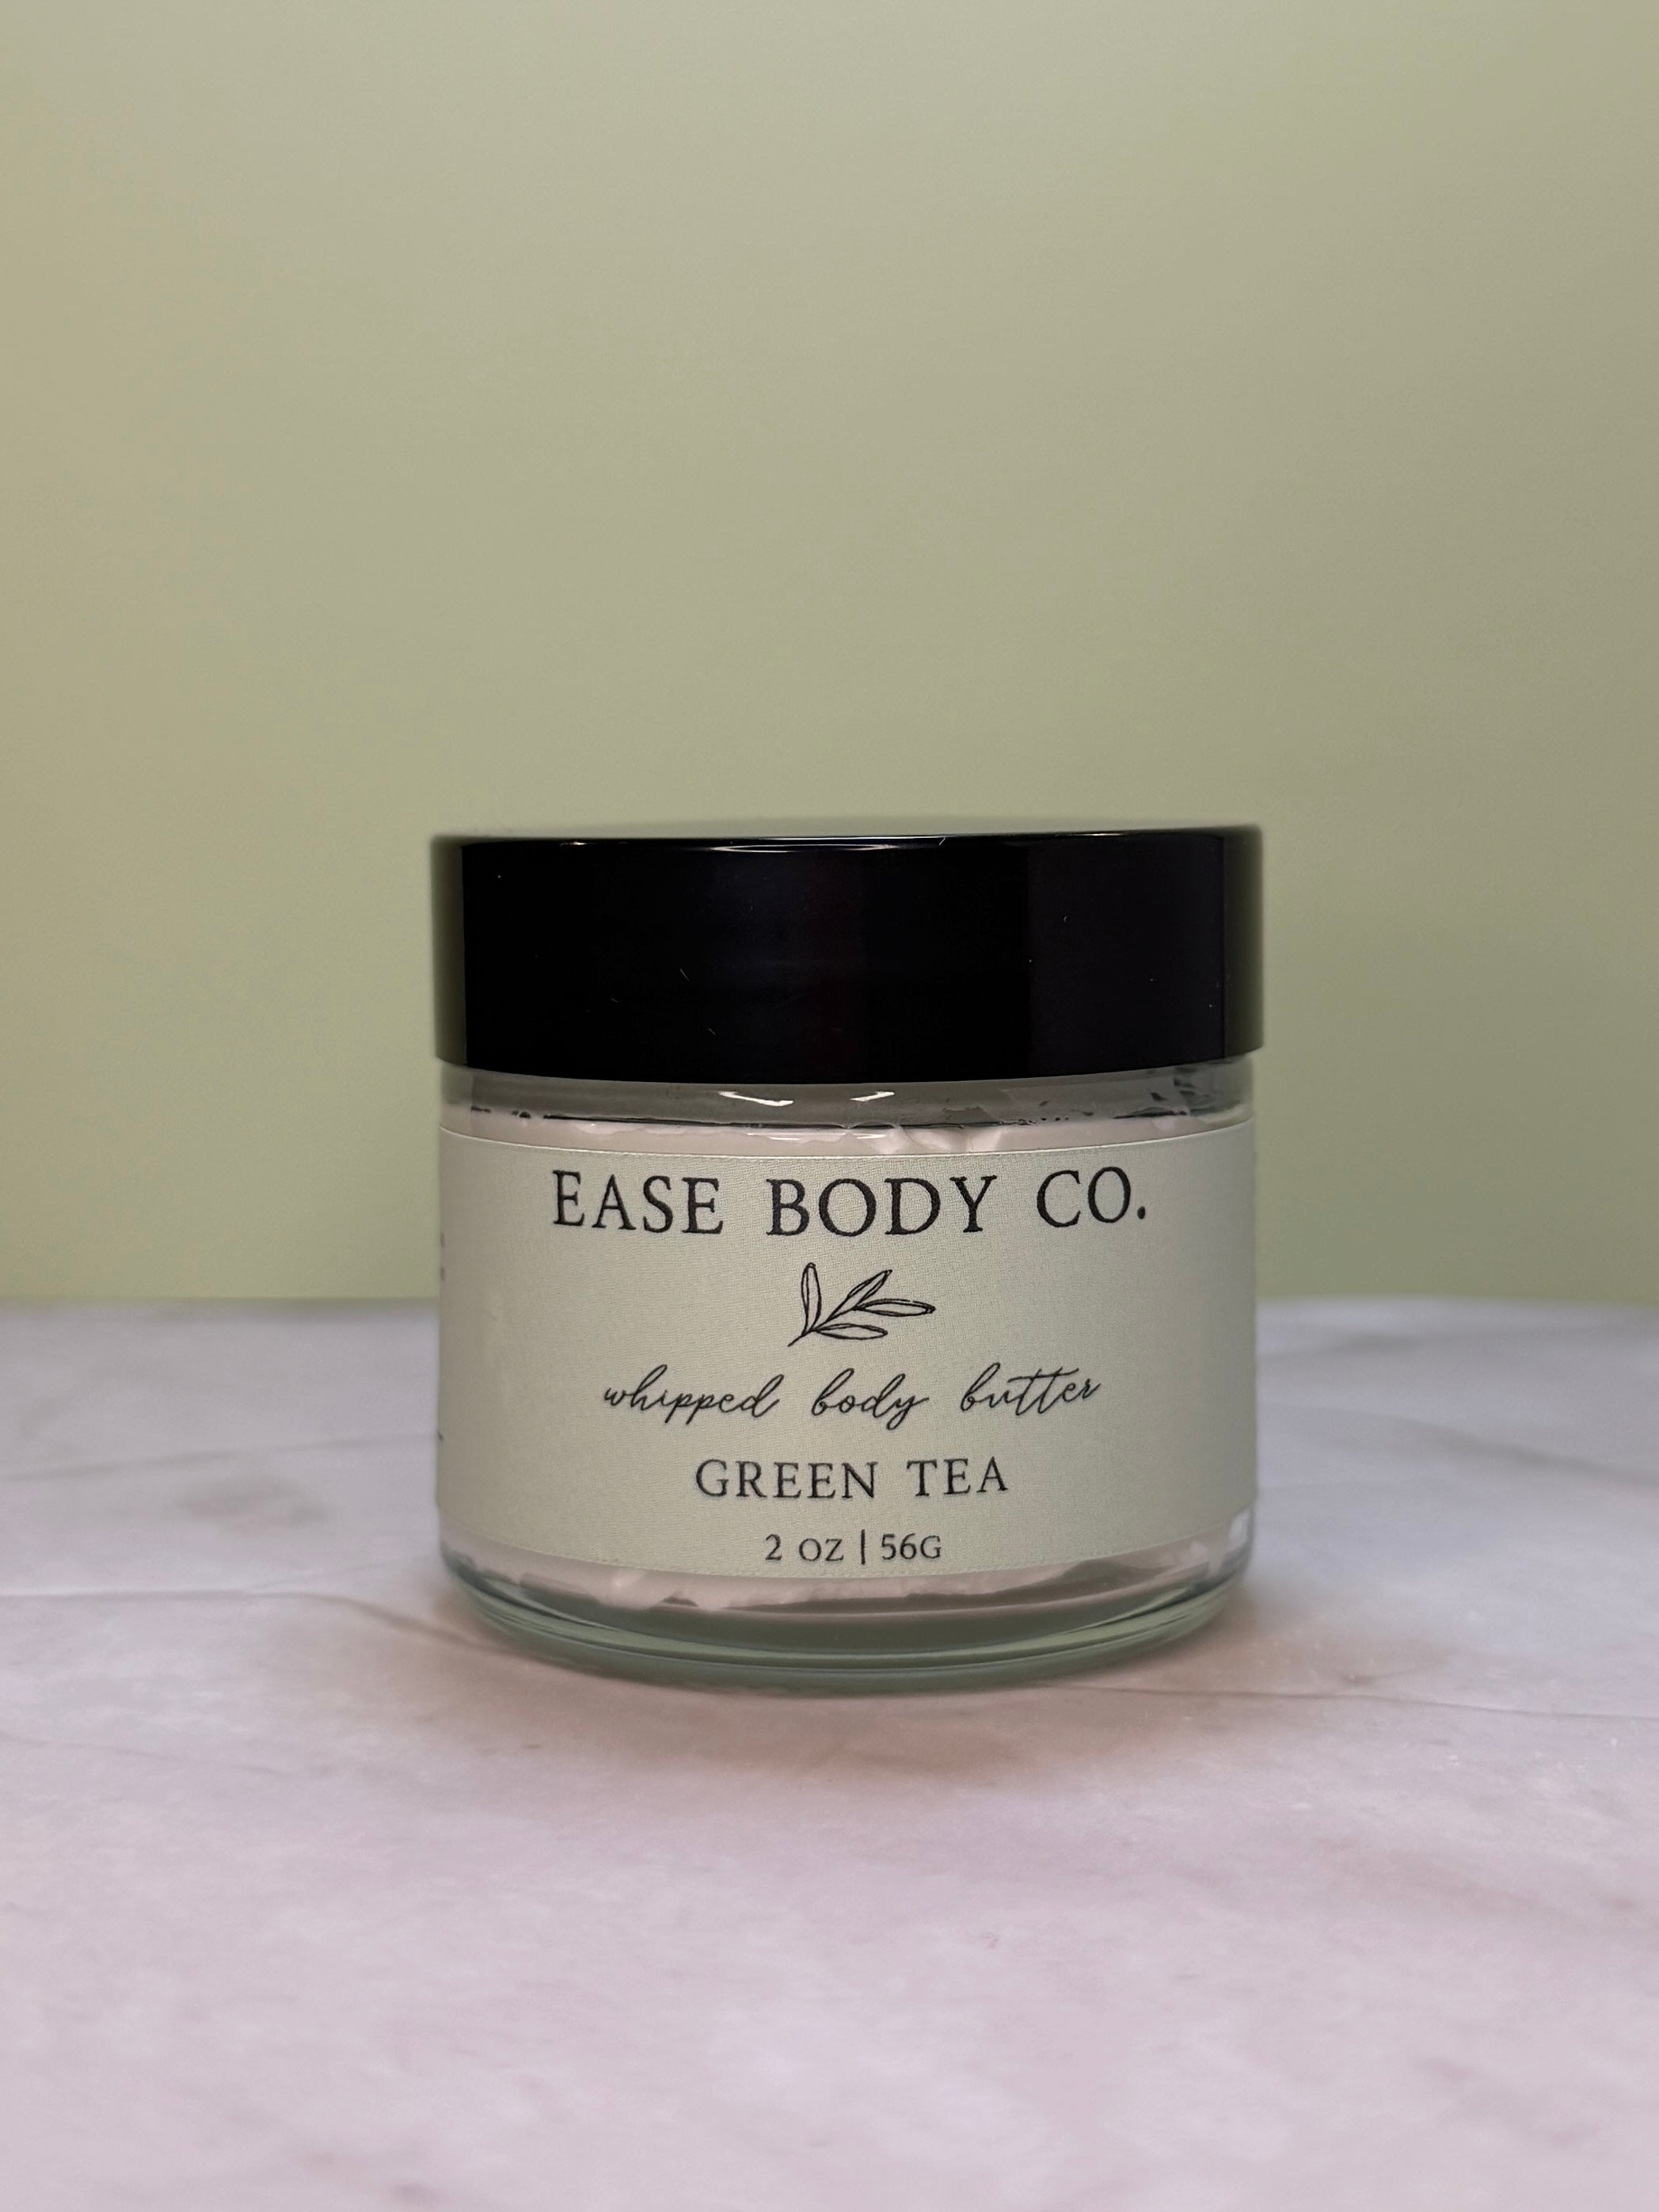 EASE BODY CO.
whipped body butter
GREEN TEA
2 OZ | 56G